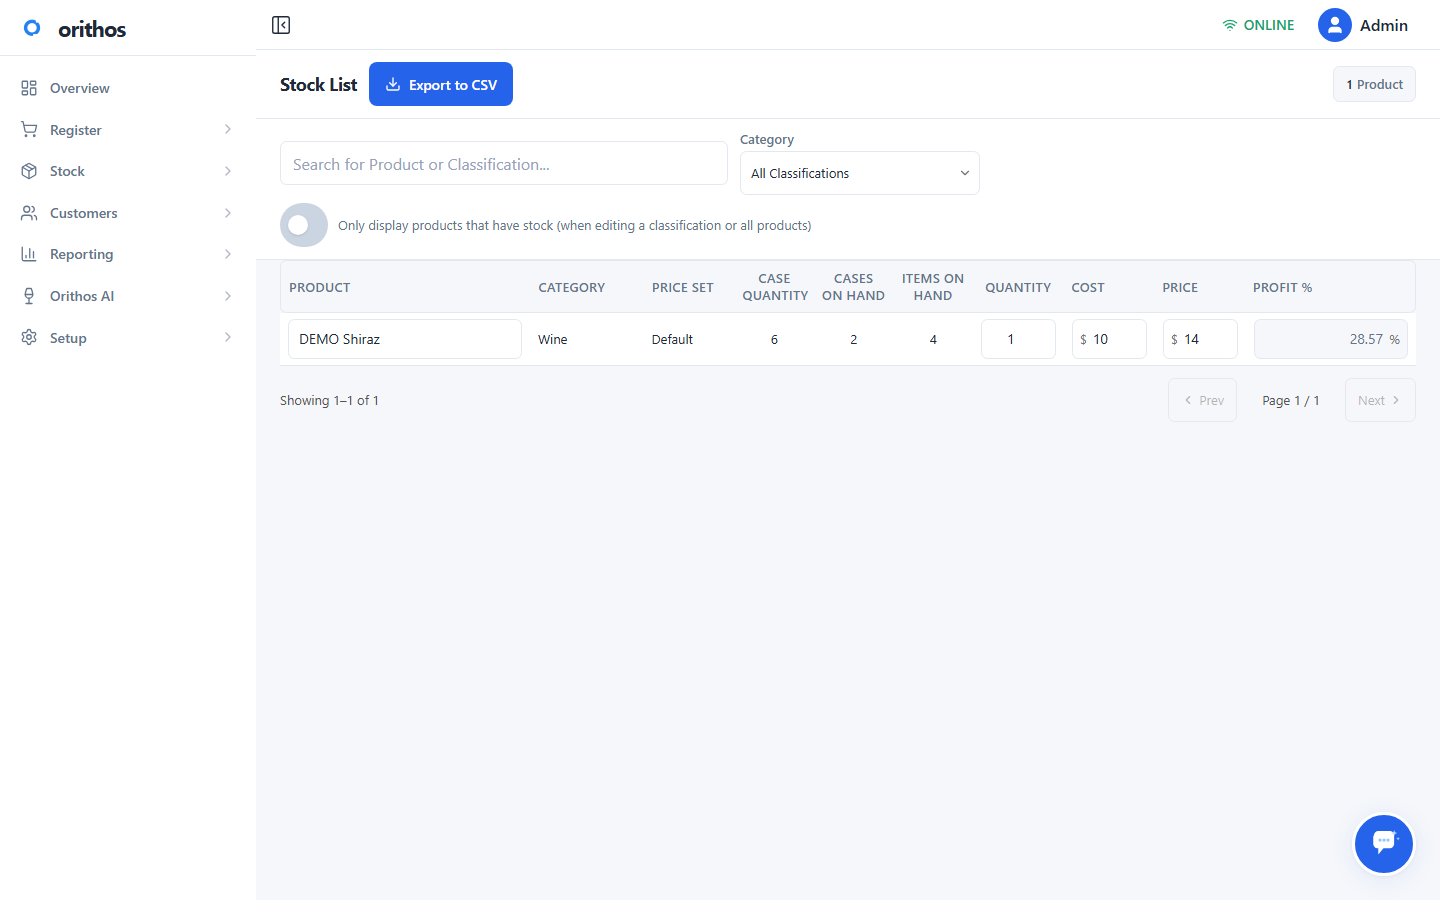 orithos
ONLINE
Admin
Overview
Register
Stock
Customers
Reporting
Orithos AI
Setup
Stock List
Export to CSV
1 Product
Category
Search for Product or Classification...
All Classifications
Only display products that have stock (when editing a classification or all products)
PRODUCT CATEGORY PRICE SET CASE QUANTITY CASES ON HAND ITEMS ON HAND QUANTITY COST PRICE PROFIT %
DEMO Shiraz Wine Default 6 2 4 1 $ 10 $ 14 28.57 %
Showing 1–1 of 1
Prev
Page 1 / 1
Next